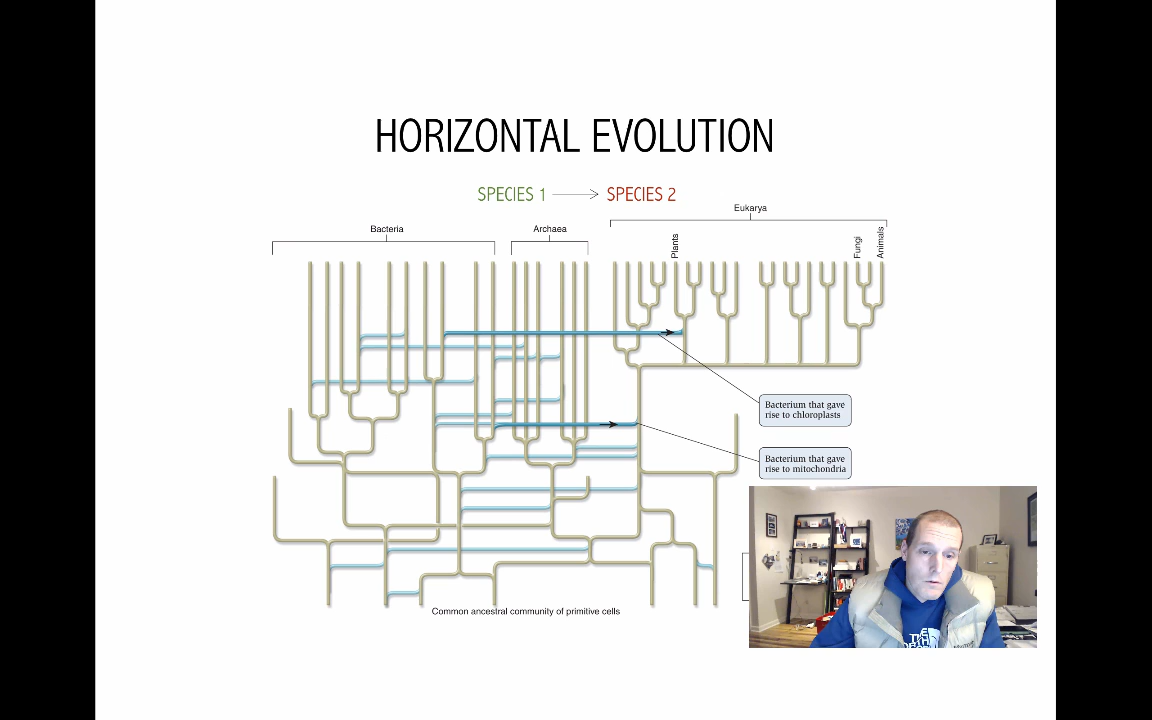 HORIZONTAL EVOLUTION
SPECIES 1 SPECIES 2
Eukarya
Bacteria
Archaea
Plants
Fungi
Animals
Bacterium that gave
rise to chloroplasts
Bacterium that gave
rise to mitochondria
Common ancestral community of primitive cells
THE